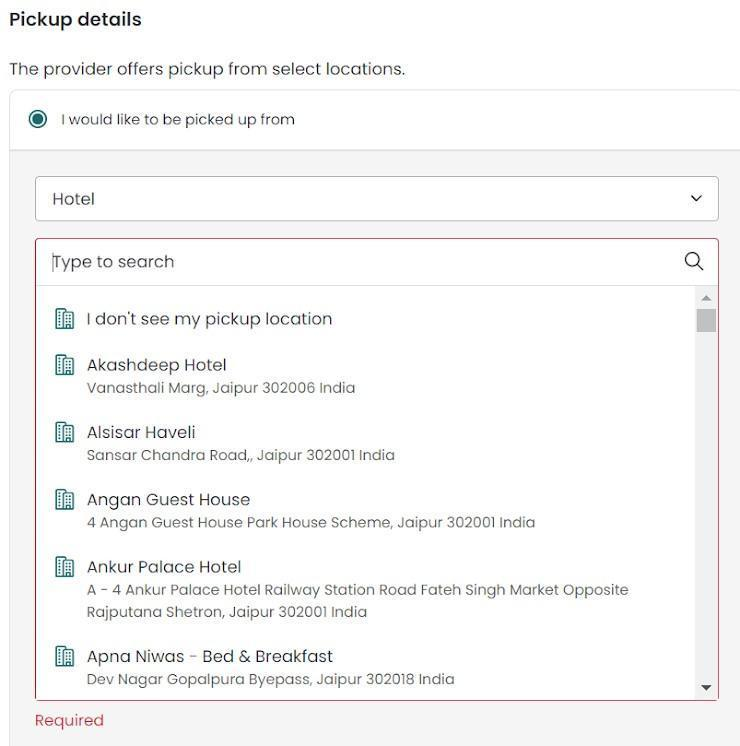 Pickup details
The provider offers pickup from select locations.
I would like to be picked up from
Hotel
Type to search
I don't see my pickup location
Akashdeep Hotel
Vanasthali Marg, Jaipur 302006 India
Alsisar Haveli
Sansar Chandra Road,, Jaipur 302001 India
Angan Guest House
4 Angan Guest House Park House Scheme, Jaipur 302001 India
Ankur Palace Hotel
A - 4 Ankur Palace Hotel Railway Station Road Fateh Singh Market Opposite
Rajputana Shetron, Jaipur 302001 India
Apna Niwas - Bed & Breakfast
Dev Nagar Gopalpura Byepass, Jaipur 302018 India
Required